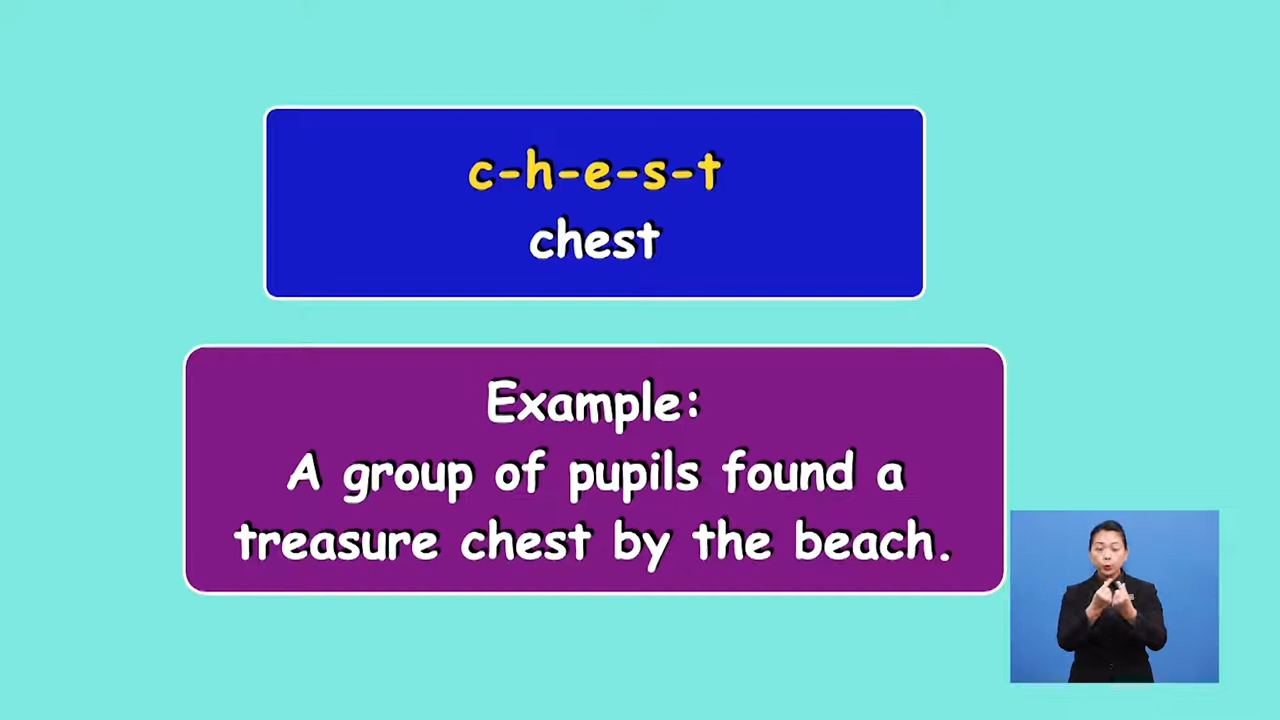 c-h-e-s-t
chest
Example:
A group of pupils found a
treasure chest by the beach.